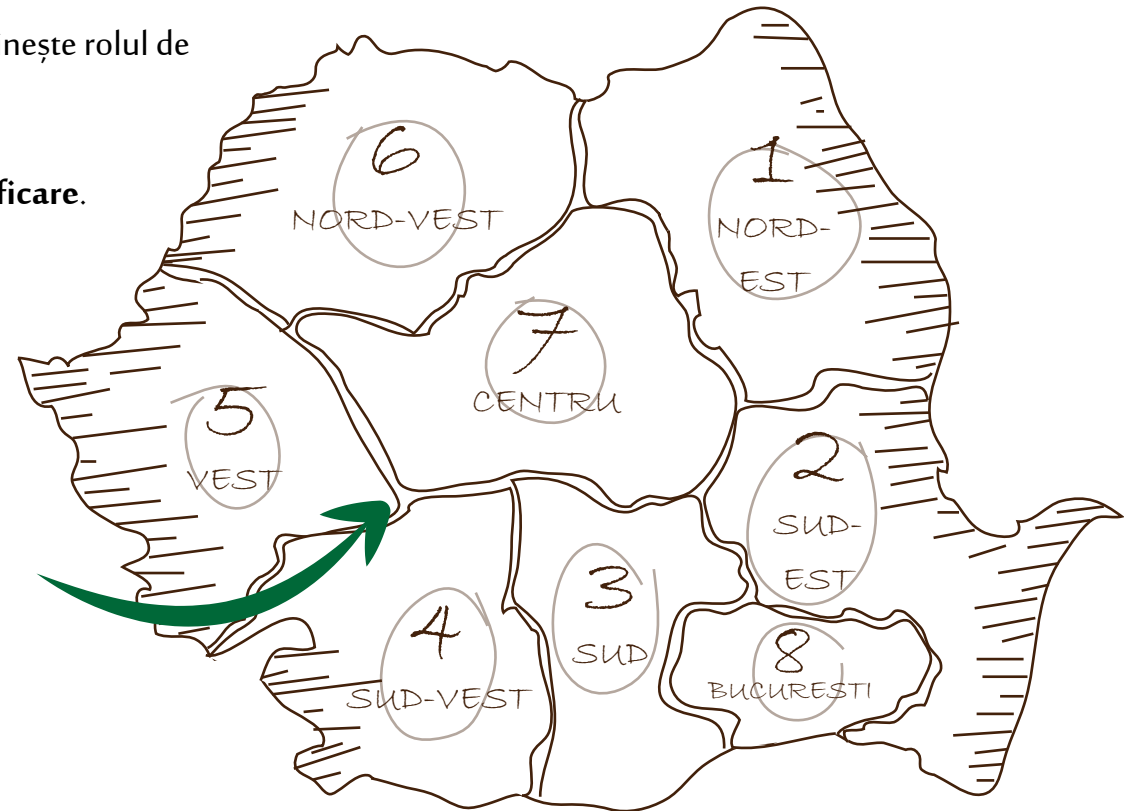 nește rolul de
ficare.
6
NORD-VEST
1
NORD-
EST
7
CENTRU
5
VEST
2
SUD-
EST
3
SUD
4
SUD-VEST
8
BUCURESTI